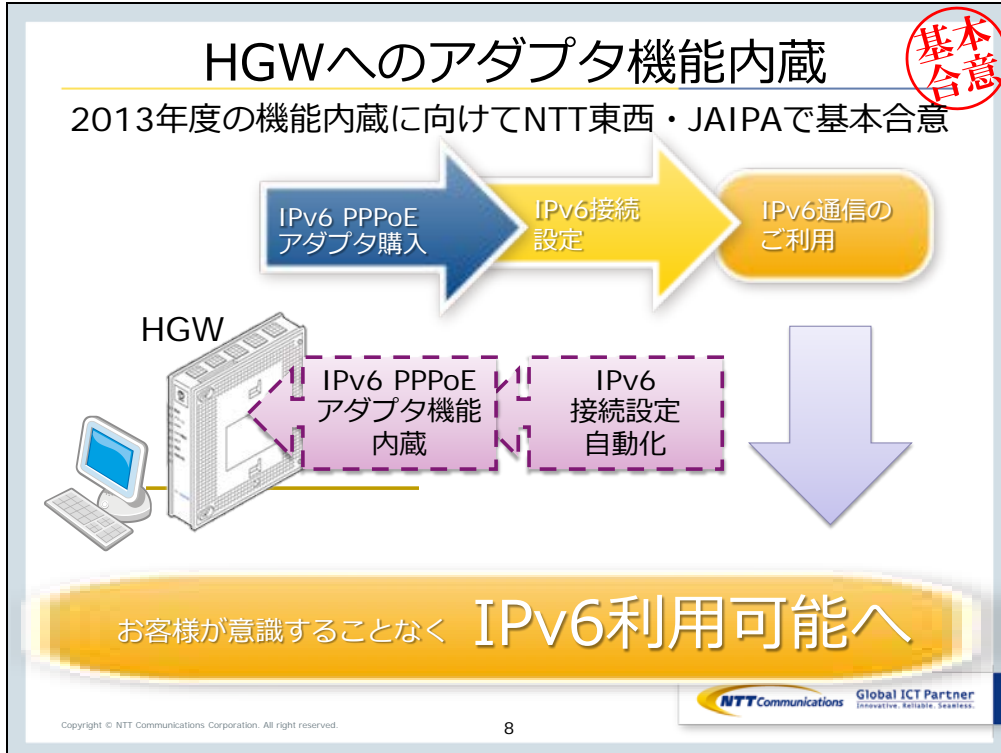 HGWへのアダプタ機能内蔵
基本
合意
2013年度の機能内蔵に向けてNTT東西・JAIPAで基本合意
IPv6 PPPoE
アダプタ購入
IPv6接続
設定
IPv6通信の
ご利用
HGW
IPv6 PPPoE
アダプタ機能
内蔵
IPv6
接続設定
自動化
お客様が意識することなく IPv6利用可能へ
NTT Communications
Global ICT Partner
Innovative. Reliable. Seamless.
Copyright © NTT Communications Corporation. All right reserved.
8